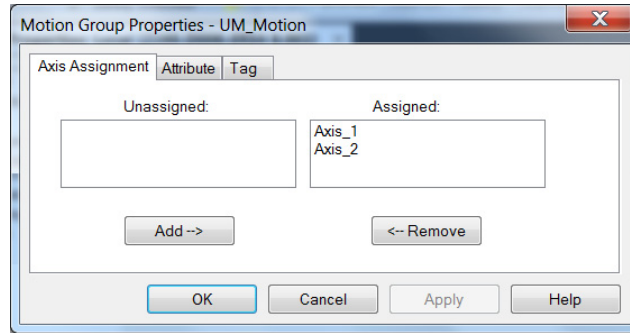 Motion Group Properties - UM_Motion
X
Axis Assignment Attribute Tag
Unassigned: Assigned:
Axis_1
Axis_2
Add --> <-- Remove
OK Cancel Apply Help